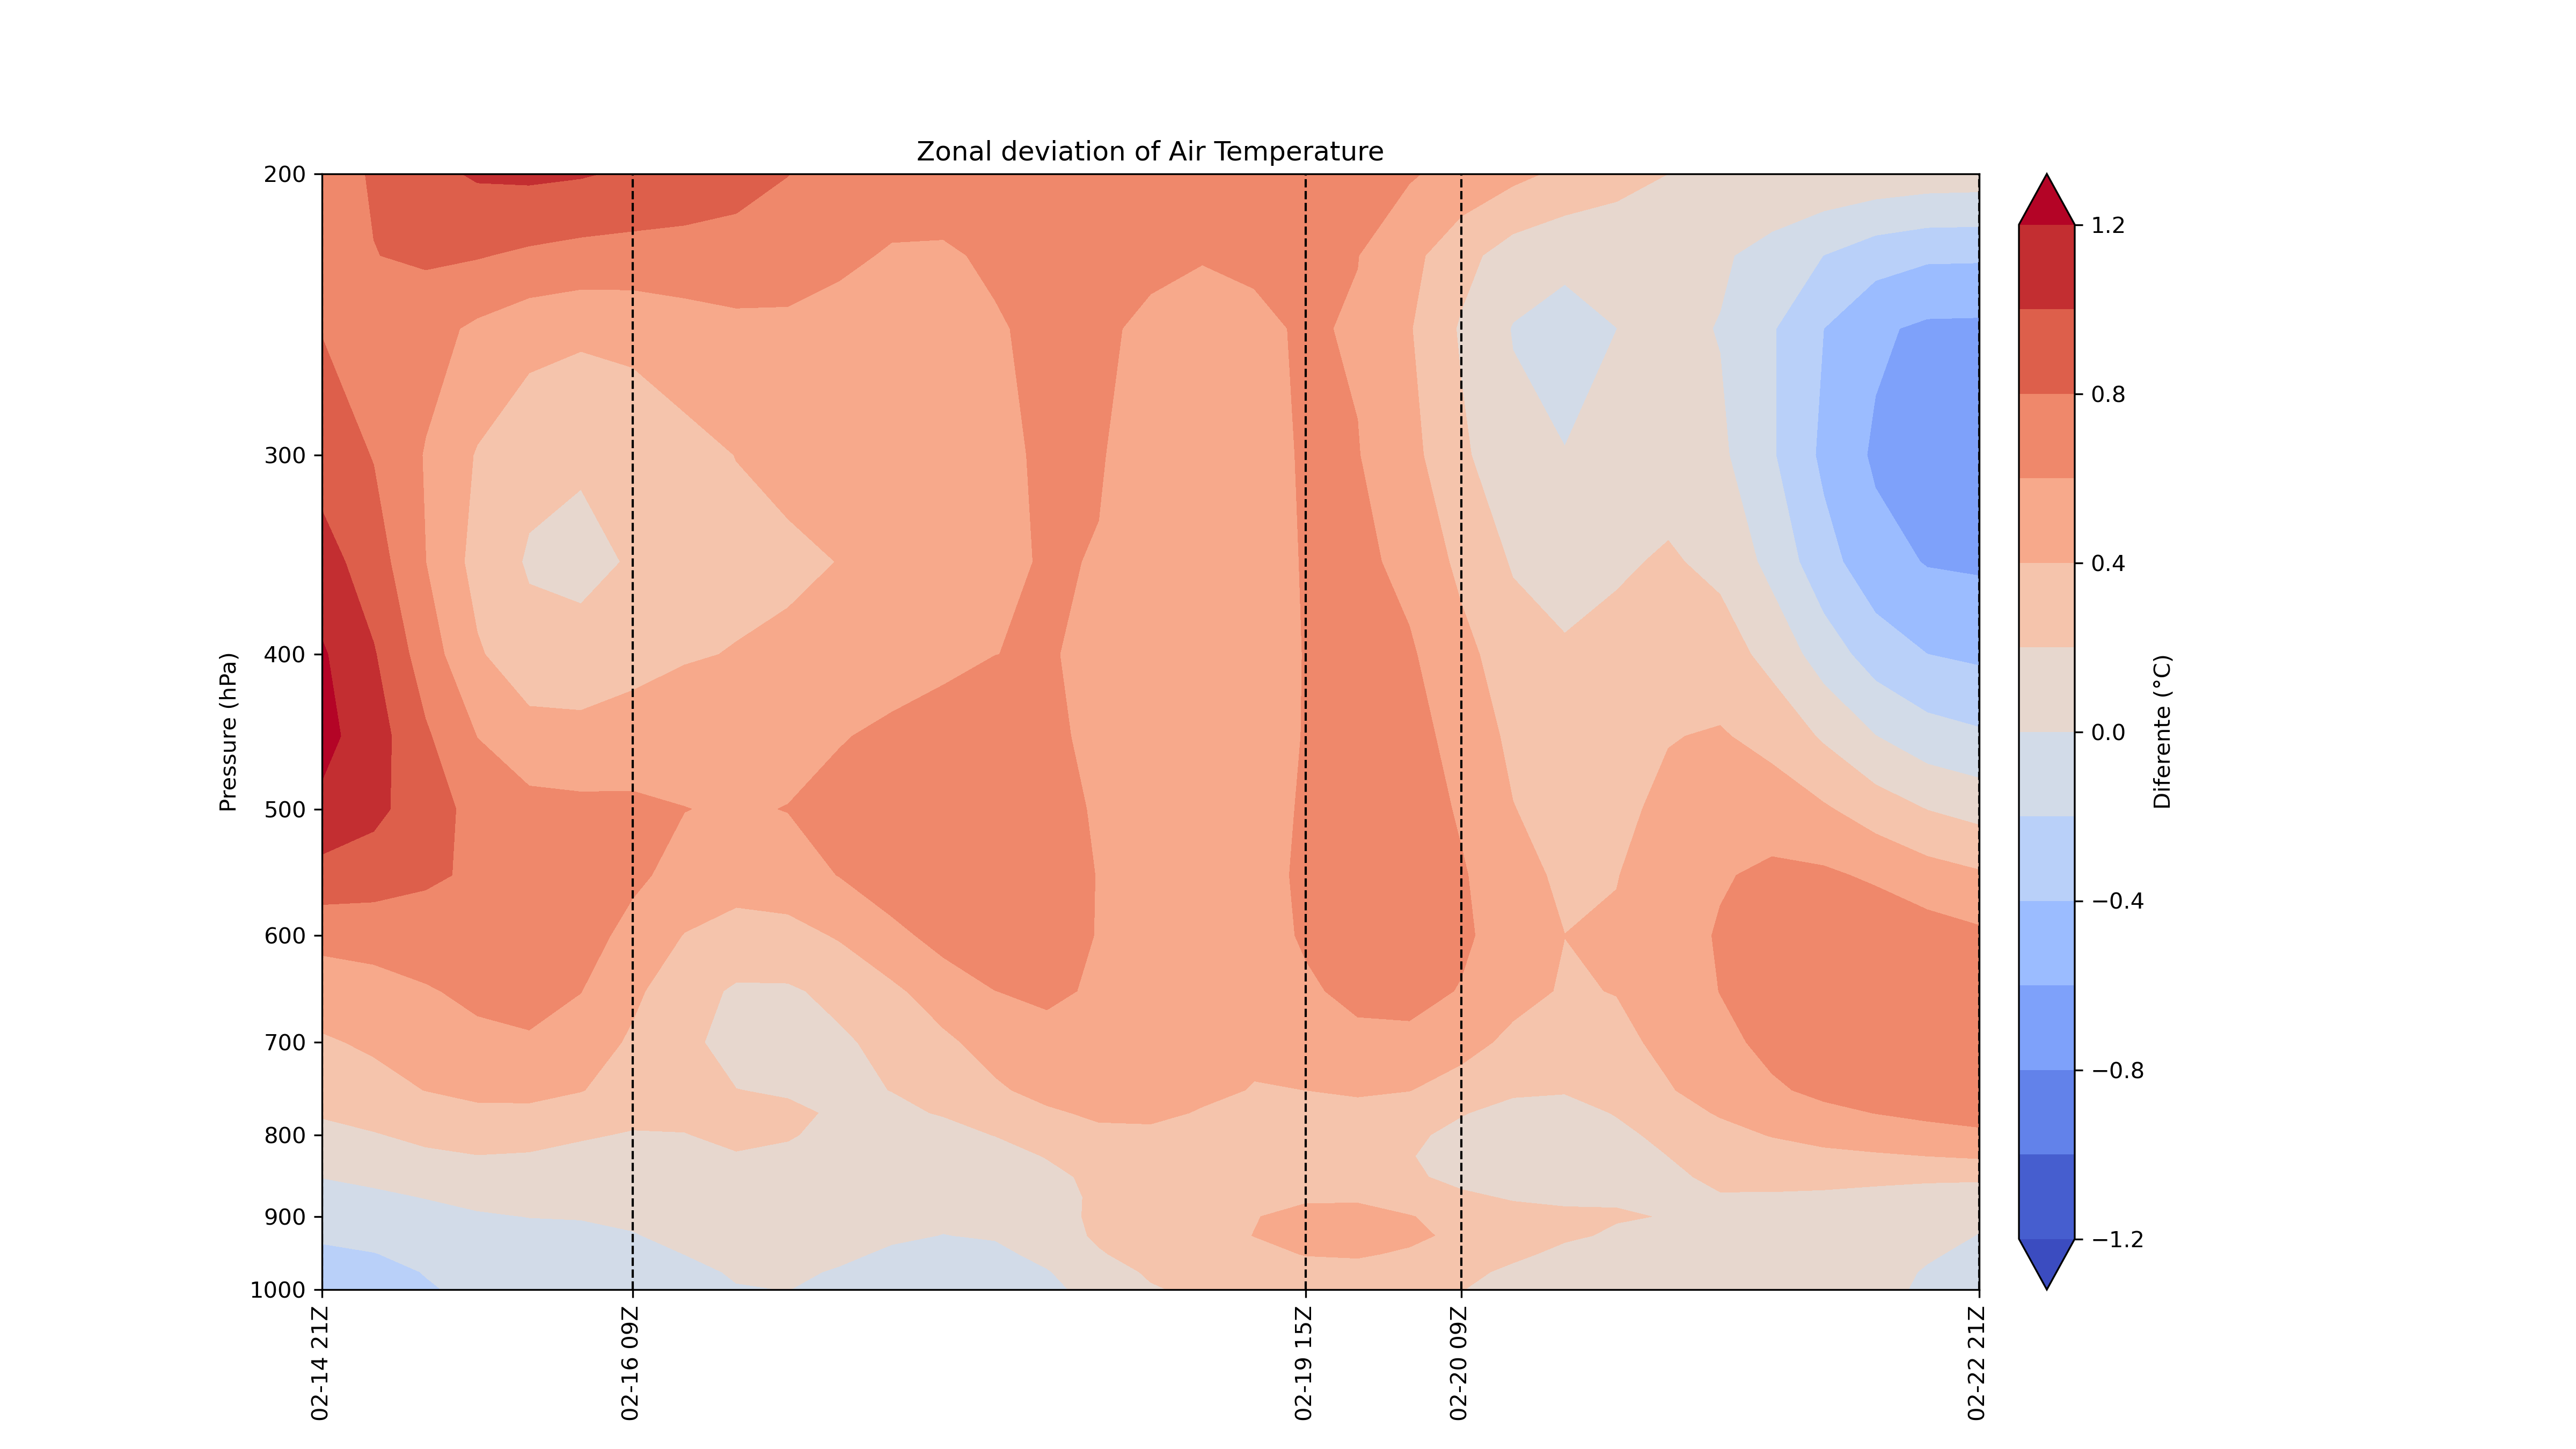 Zonal deviation of Air Temperature
200
300
400
500
600
700
800
900
1000
Pressure (hPa)
02-14 21Z
02-16 09Z
02-19 15Z
02-20 09Z
02-22 21Z
1.2
0.8
0.4
0.0
−0.4
−0.8
−1.2
Diferente (°C)